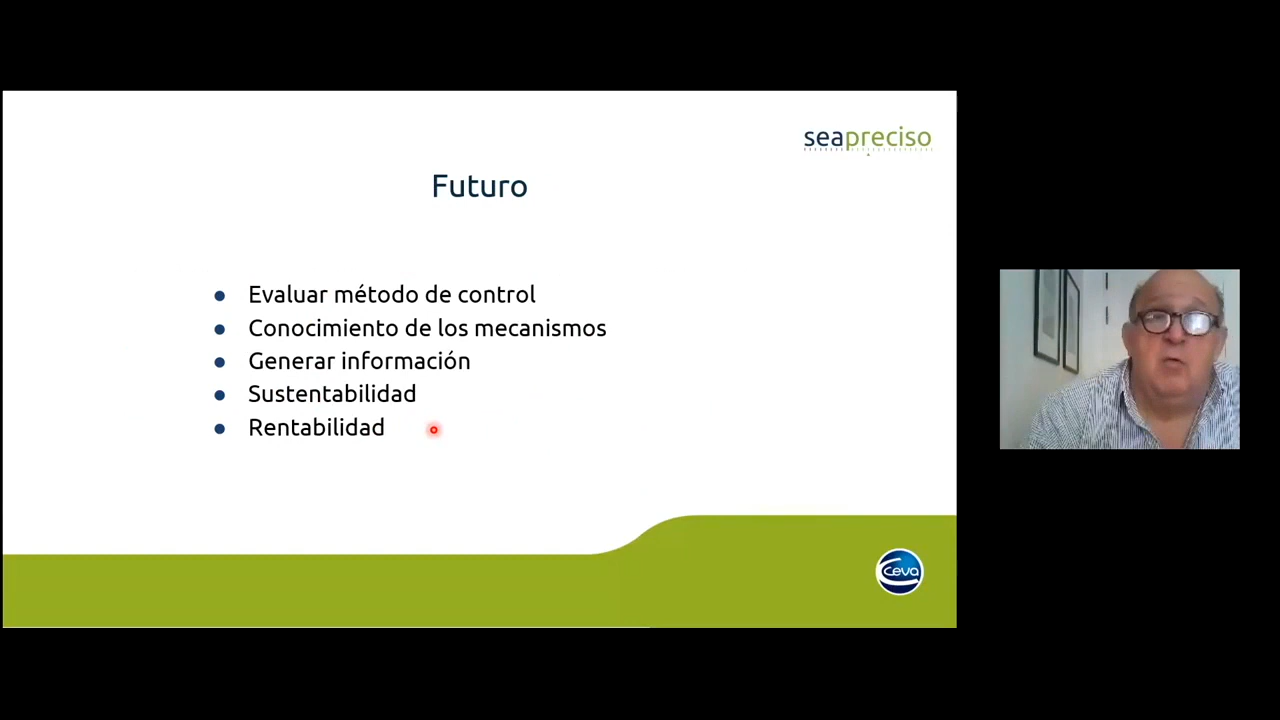 seapreciso
Futuro
Evaluar método de control
Conocimiento de los mecanismos
Generar información
Sustentabilidad
Rentabilidad
ceva